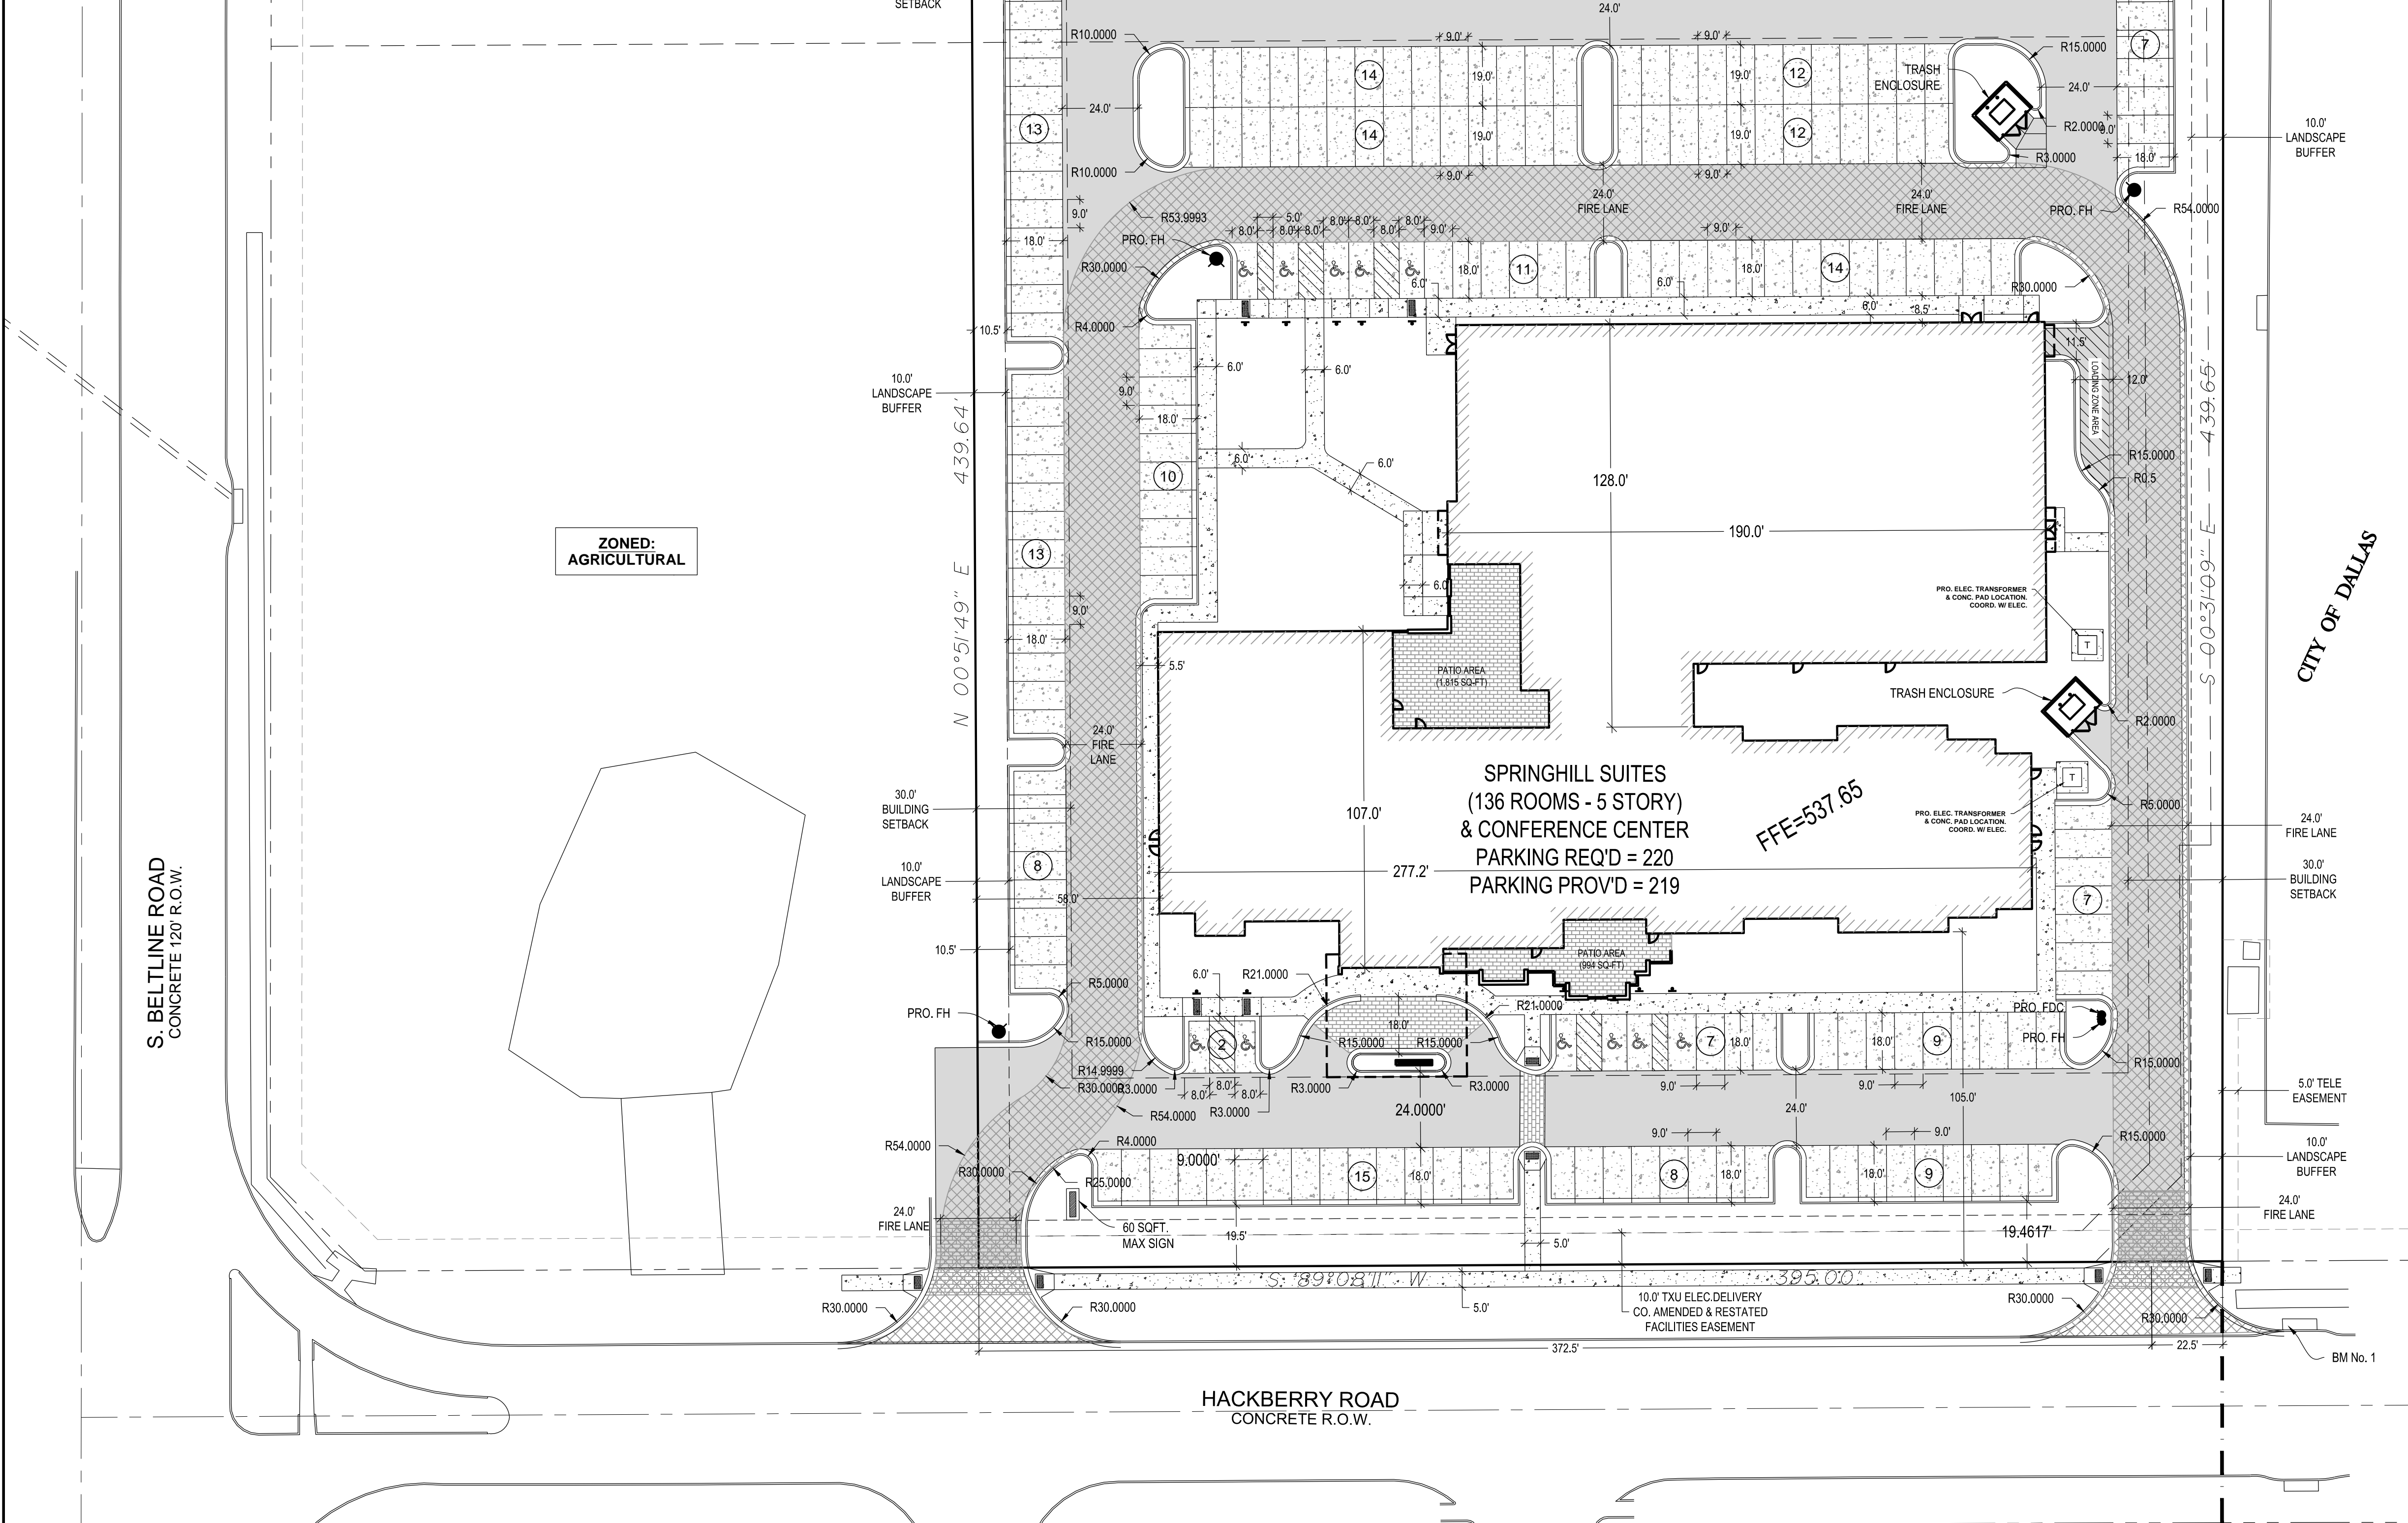 SETBACK
24.0'
R10.0000
9.0'
9.0'
R15.0000
7
14
19.0'
19.0'
12
TRASH
ENCLOSURE
24.0'
24.0'
13
14
19.0'
19.0'
12
R2.0000
9.0'
10.0'
LANDSCAPE
BUFFER
R3.0000
18.0'
R10.0000
9.0'
9.0'
24.0'
FIRE LANE
24.0'
FIRE LANE
9.0'
R53.9993
PRO. FH
R54.0000
PRO. FH
5.0'
8.0'
8.0'
8.0'
8.0'
8.0'
8.0'
8.0'
8.0'
9.0'
9.0'
18.0'
R30.0000
18.0'
11
18.0'
14
6.0'
6.0'
R30.0000
6.0'
8.5'
R4.0000
10.5'
11.5'
6.0'
6.0'
12.0'
LOADING ZONE AREA
10.0'
LANDSCAPE
BUFFER
9.0'
18.0'
N 00°51'49" E 439.64'
S 00°31'09" E 439.65'
6.0'
6.0'
R15.0000
10
R0.5
128.0'
190.0'
ZONED:
AGRICULTURAL
13
CITY OF DALLAS
6.0'
PRO. ELEC. TRANSFORMER
& CONC. PAD LOCATION.
COORD. W/ ELEC.
T
9.0'
18.0'
5.5'
PATIO AREA
(1,815 SQ-FT)
TRASH ENCLOSURE
R2.0000
24.0'
FIRE
LANE
SPRINGHILL SUITES
(136 ROOMS - 5 STORY)
& CONFERENCE CENTER
PARKING REQ'D = 220
PARKING PROV'D = 219
FFE=537.65
T
30.0'
BUILDING
SETBACK
107.0'
PRO. ELEC. TRANSFORMER
& CONC. PAD LOCATION.
COORD. W/ ELEC.
R5.0000
24.0'
FIRE LANE
8
277.2'
30.0'
BUILDING
SETBACK
10.0'
LANDSCAPE
BUFFER
58.0'
7
S. BELTLINE ROAD
CONCRETE 120' R.O.W.
10.5'
PATIO AREA
(994 SQ-FT)
6.0'
R21.0000
R5.0000
R21.0000
PRO. FH
PRO. FDC
18.0'
PRO. FH
R15.0000
2
R15.0000
R15.0000
7
18.0'
18.0'
9
R15.0000
R14.9999
R30.0000
R3.0000
8.0'
8.0'
8.0'
R3.0000
R3.0000
R3.0000
9.0'
9.0'
5.0' TELE
EASEMENT
R54.0000
24.0000'
24.0'
105.0'
R54.0000
R4.0000
9.0'
9.0'
R15.0000
R30.0000
R25.0000
9.0000'
15
18.0'
8
18.0'
18.0'
9
10.0'
LANDSCAPE
BUFFER
24.0'
FIRE LANE
60 SQFT.
MAX SIGN
19.5'
5.0'
19.4617'
24.0'
FIRE LANE
S. 89°08'11" W 395.00'
R30.0000
R30.0000
5.0'
10.0' TXU ELEC.DELIVERY
CO. AMENDED & RESTATED
FACILITIES EASEMENT
R30.0000
R30.0000
372.5'
22.5'
BM No. 1
HACKBERRY ROAD
CONCRETE R.O.W.